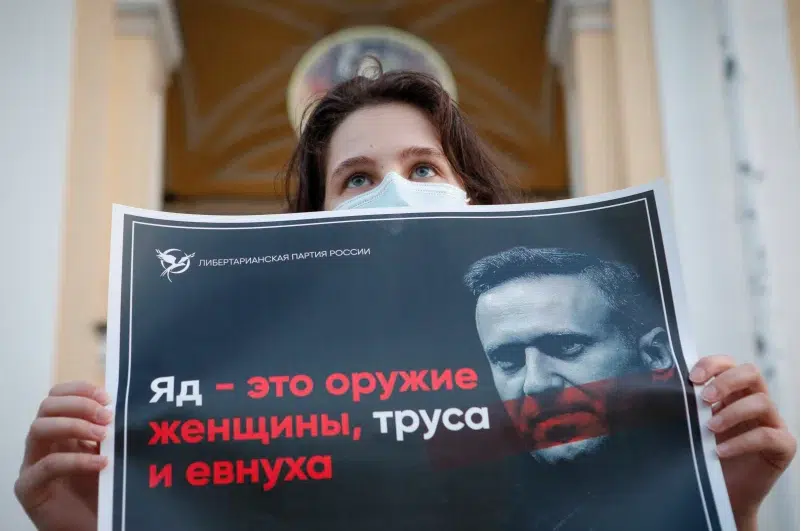 ЛИБЕРТАРИАНСКАЯ ПАРТИЯ РОССИИ
Яд – это оружие
женщины, труса
и евнуха